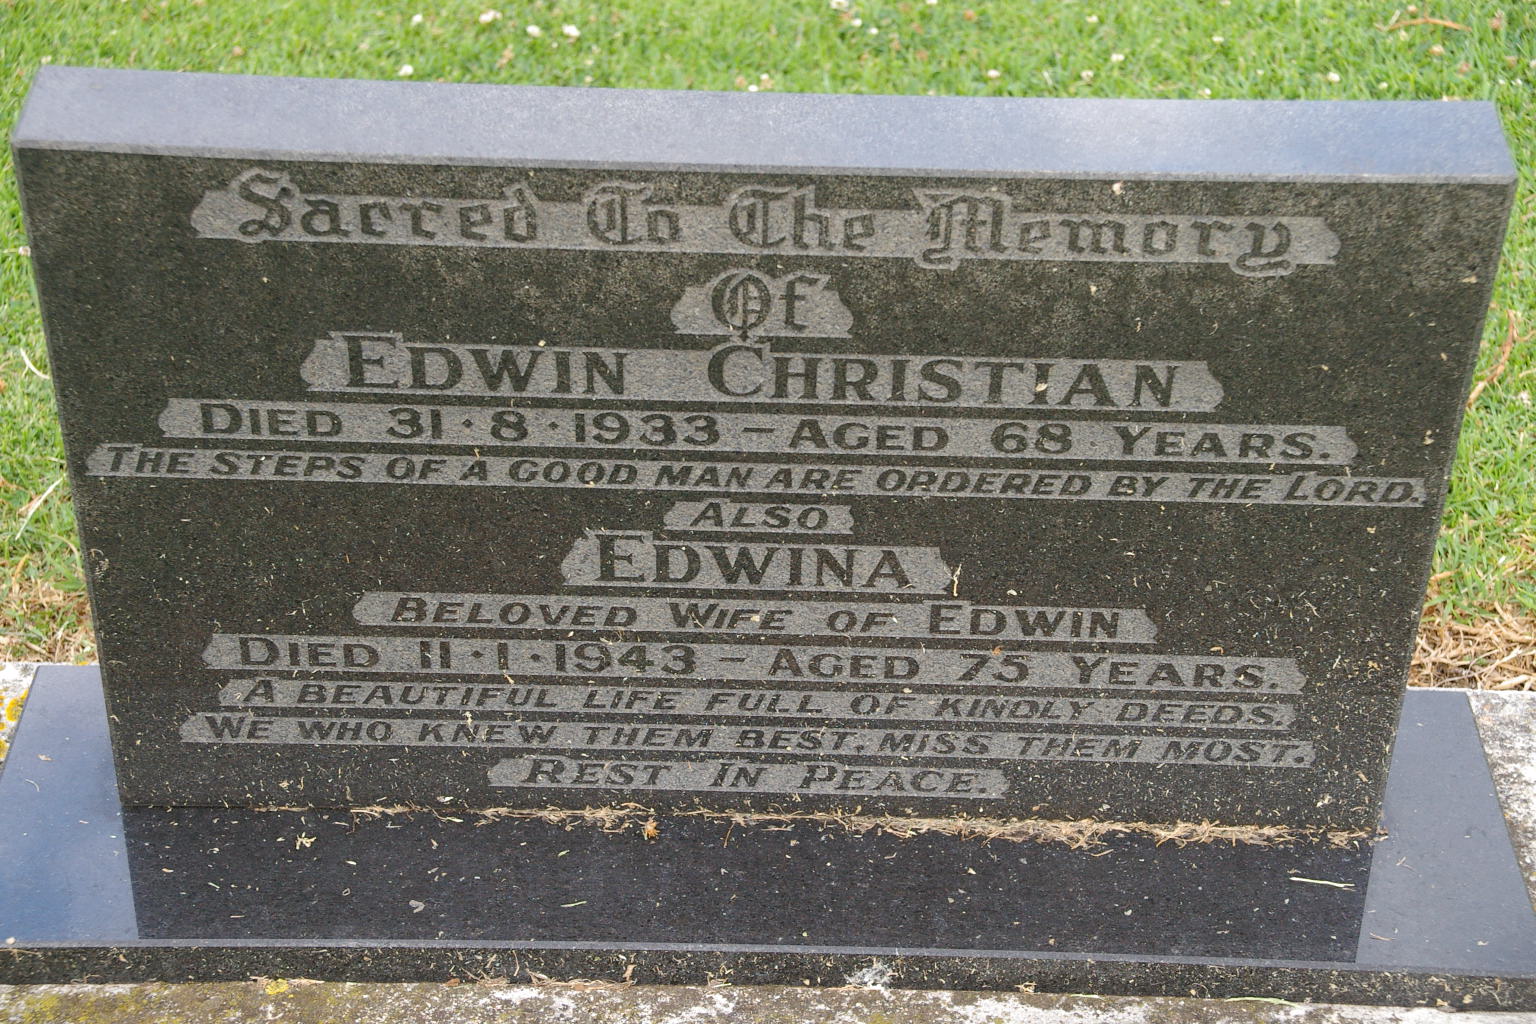 Sacred To The Memory
Of
EDWIN CHRISTIAN
DIED 31·8·1933 – AGED 68 YEARS.
THE STEPS OF A GOOD MAN ARE ORDERED BY THE LORD.
ALSO
EDWINA
BELOVED WIFE OF EDWIN
DIED 11·1·1943 – AGED 75 YEARS.
A BEAUTIFUL LIFE FULL OF KINDLY DEEDS.
WE WHO KNEW THEM BEST, MISS THEM MOST.
REST IN PEACE.